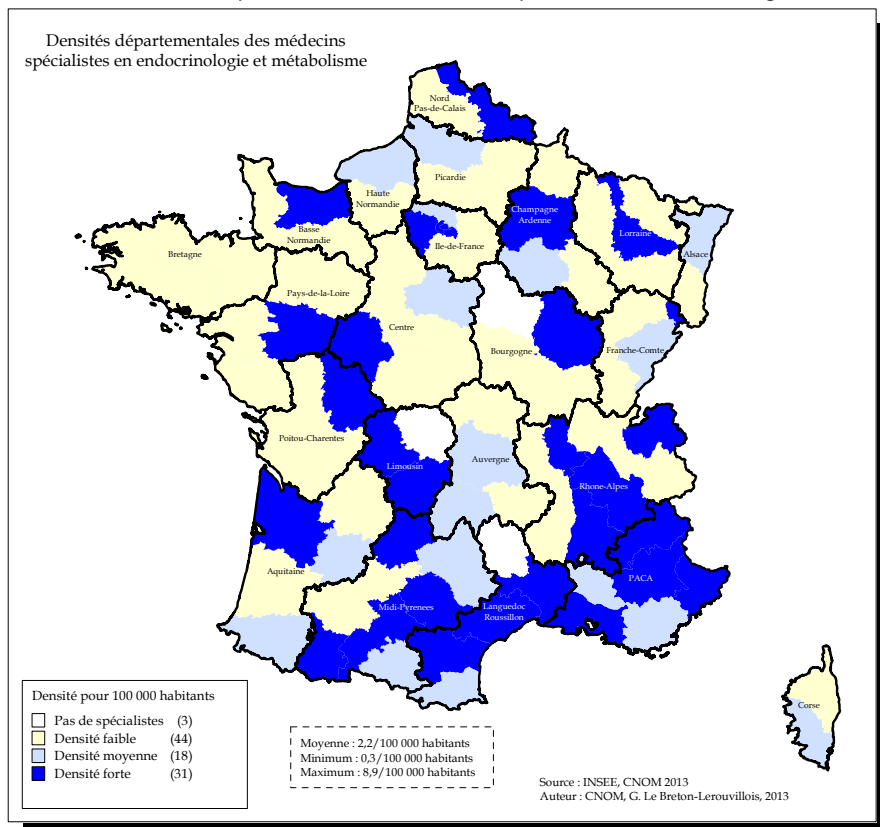 Densités départementales des médecins
spécialistes en endocrinologie et métabolisme
Nord
Pas-de-Calais
Picardie
Haute
Normandie
Basse
Normandie
Champagne
Ardenne
Lorraine
Alsace
Ile-de-France
Bretagne
Pays-de-la-Loire
Centre
Bourgogne
Franche-Comte
Poitou-Charentes
Limousin
Auvergne
Rhone-Alpes
Aquitaine
Midi-Pyrenees
Languedoc
Roussillon
PACA
Corse
Densité pour 100 000 habitants
Pas de spécialistes (3)
Densité faible (44)
Densité moyenne (18)
Densité forte (31)
Moyenne : 2,2/100 000 habitants
Minimum : 0,3/100 000 habitants
Maximum : 8,9/100 000 habitants
Source : INSEE, CNOM 2013
Auteur : CNOM, G. Le Breton-Lerouvillois, 2013